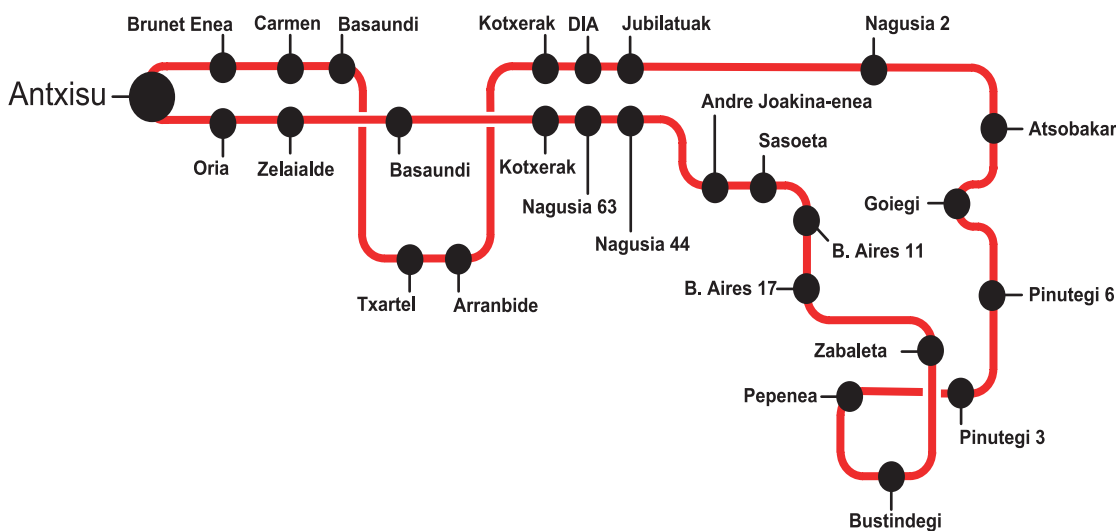 Brunet Enea
Carmen
Basaundi
Kotxerak
DIA
Jubilatuak
Nagusia 2
Antxisu
Andre Joakina-enea
Atsobakar
Sasoeta
Oria
Zelaialde
Basaundi
Kotxerak
Nagusia 63
Goiegi
Nagusia 44
B. Aires 11
B. Aires 17
Pinutegi 6
Txartel
Arranbide
Zabaleta
Pepenea
Pinutegi 3
Bustindegi